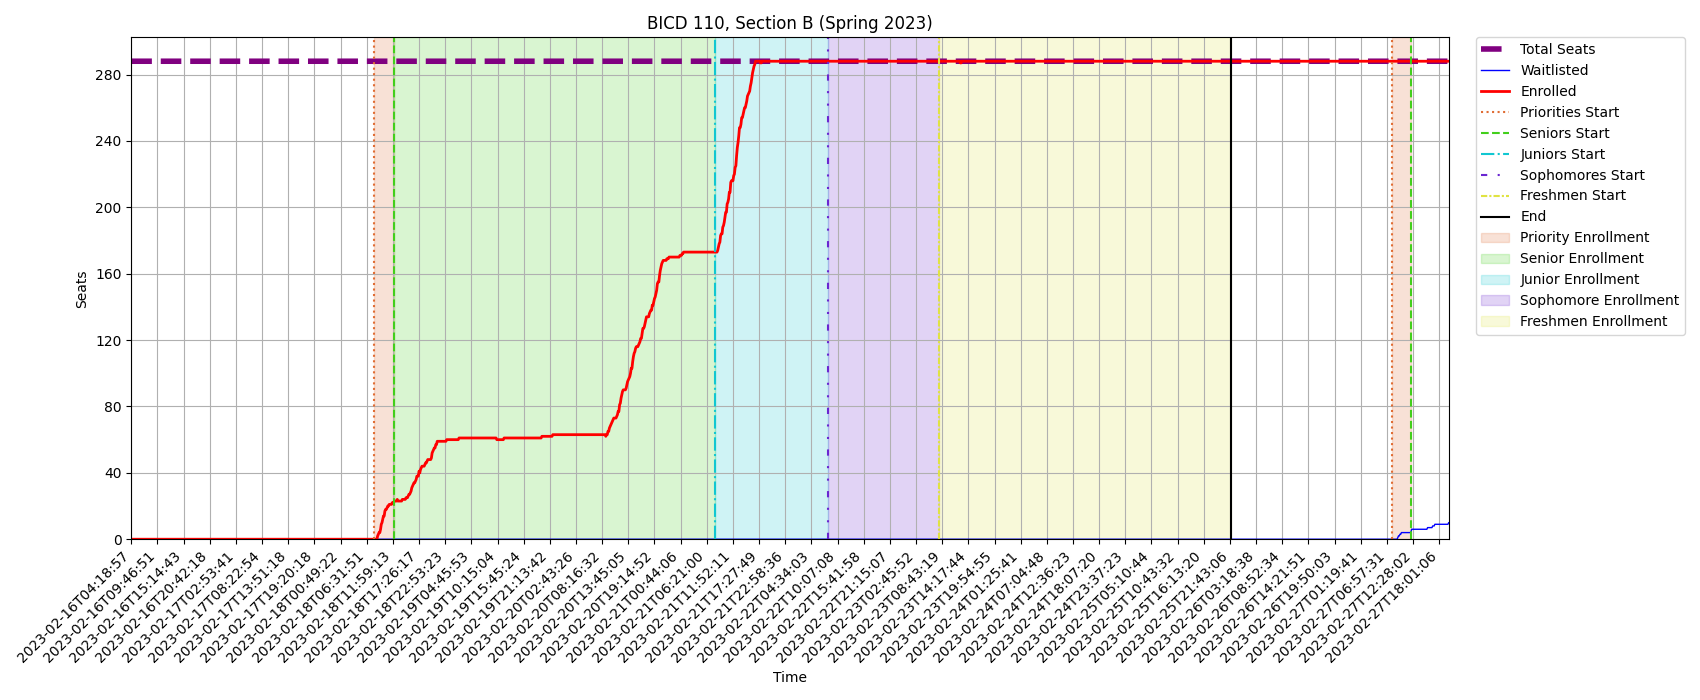 BICD 110, Section B (Spring 2023)
Seats
280
240
200
160
120
80
40
0
2023-02-16T04:18:57
2023-02-16T09:46:51
2023-02-16T15:14:43
2023-02-16T20:42:18
2023-02-17T02:53:41
2023-02-17T08:22:54
2023-02-17T13:51:18
2023-02-17T19:20:18
2023-02-18T00:49:22
2023-02-18T06:31:51
2023-02-18T11:59:13
2023-02-18T17:26:17
2023-02-18T22:53:23
2023-02-19T04:45:53
2023-02-19T10:15:04
2023-02-19T15:45:24
2023-02-19T21:13:42
2023-02-20T02:43:26
2023-02-20T08:16:32
2023-02-20T13:45:05
2023-02-20T19:14:52
2023-02-21T00:44:06
2023-02-21T06:21:00
2023-02-21T11:52:11
2023-02-21T17:27:49
2023-02-21T22:58:36
2023-02-22T04:34:03
2023-02-22T10:07:08
2023-02-22T15:41:58
2023-02-22T21:15:07
2023-02-23T02:45:52
2023-02-23T08:43:19
2023-02-23T14:17:44
2023-02-23T19:54:55
2023-02-24T01:25:41
2023-02-24T07:04:48
2023-02-24T12:36:23
2023-02-24T18:07:20
2023-02-24T23:37:23
2023-02-25T05:10:44
2023-02-25T10:43:32
2023-02-25T16:13:20
2023-02-25T21:43:06
2023-02-26T03:18:38
2023-02-26T08:52:34
2023-02-26T14:21:51
2023-02-26T19:50:03
2023-02-27T01:19:41
2023-02-27T06:57:31
2023-02-27T12:28:02
2023-02-27T18:01:06
Time
Total Seats
Waitlisted
Enrolled
Priorities Start
Seniors Start
Juniors Start
Sophomores Start
Freshmen Start
End
Priority Enrollment
Senior Enrollment
Junior Enrollment
Sophomore Enrollment
Freshmen Enrollment